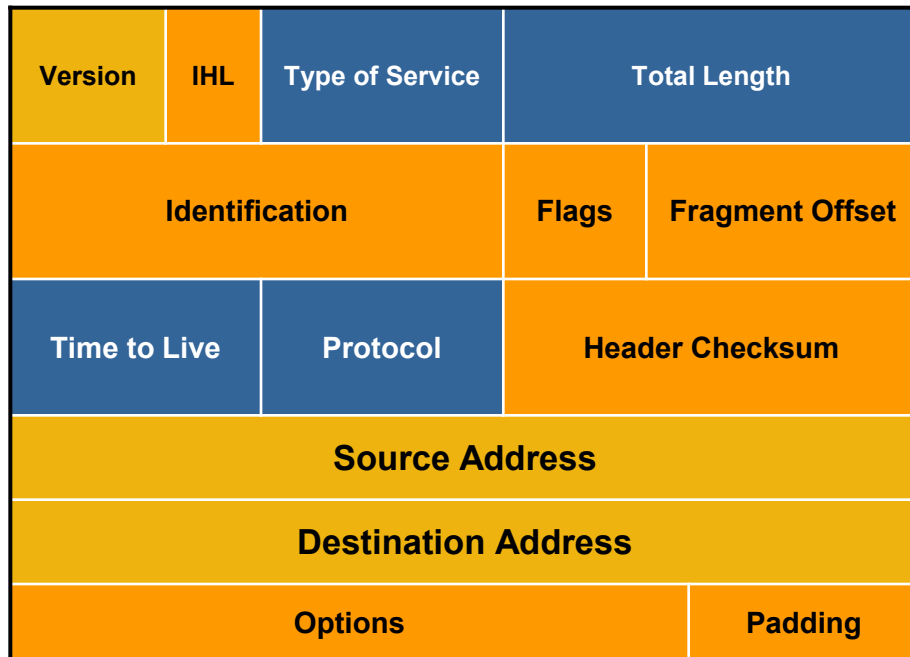 Version IHL Type of Service Total Length
Identification Flags Fragment Offset
Time to Live Protocol Header Checksum
Source Address
Destination Address
Options Padding